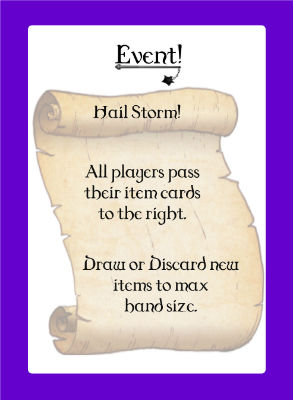 Event!
Hail Storm!
All players pass
their item cards
to the right.
Draw or Discard new
items to max
hand size.